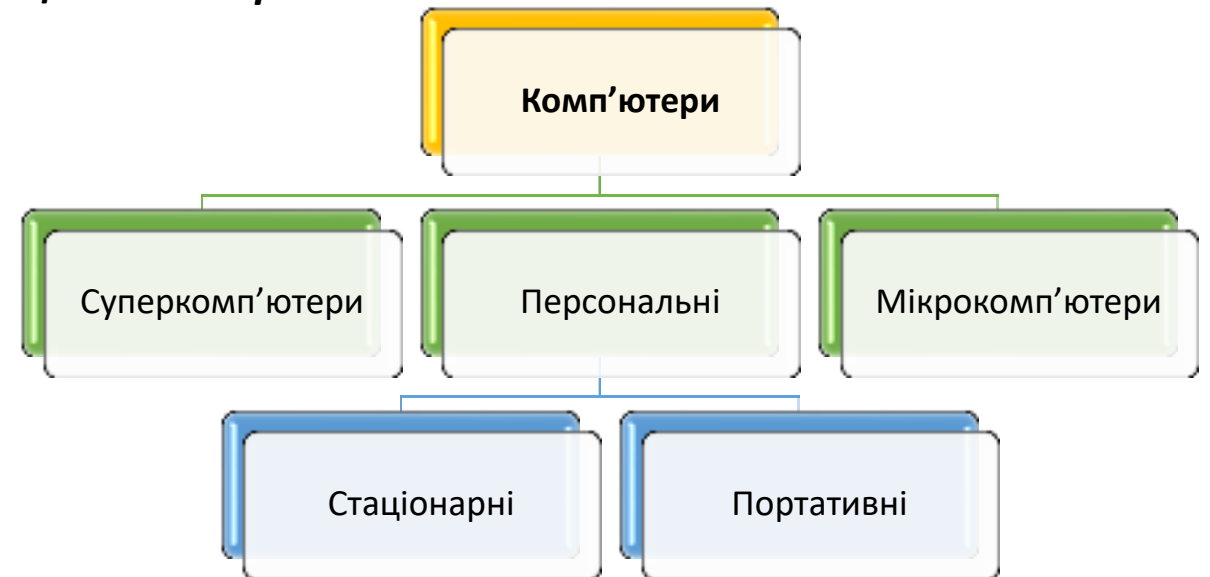 Комп’ютери
Суперкомп’ютери
Персональні
Мікрокомп’ютери
Стаціонарні
Портативні